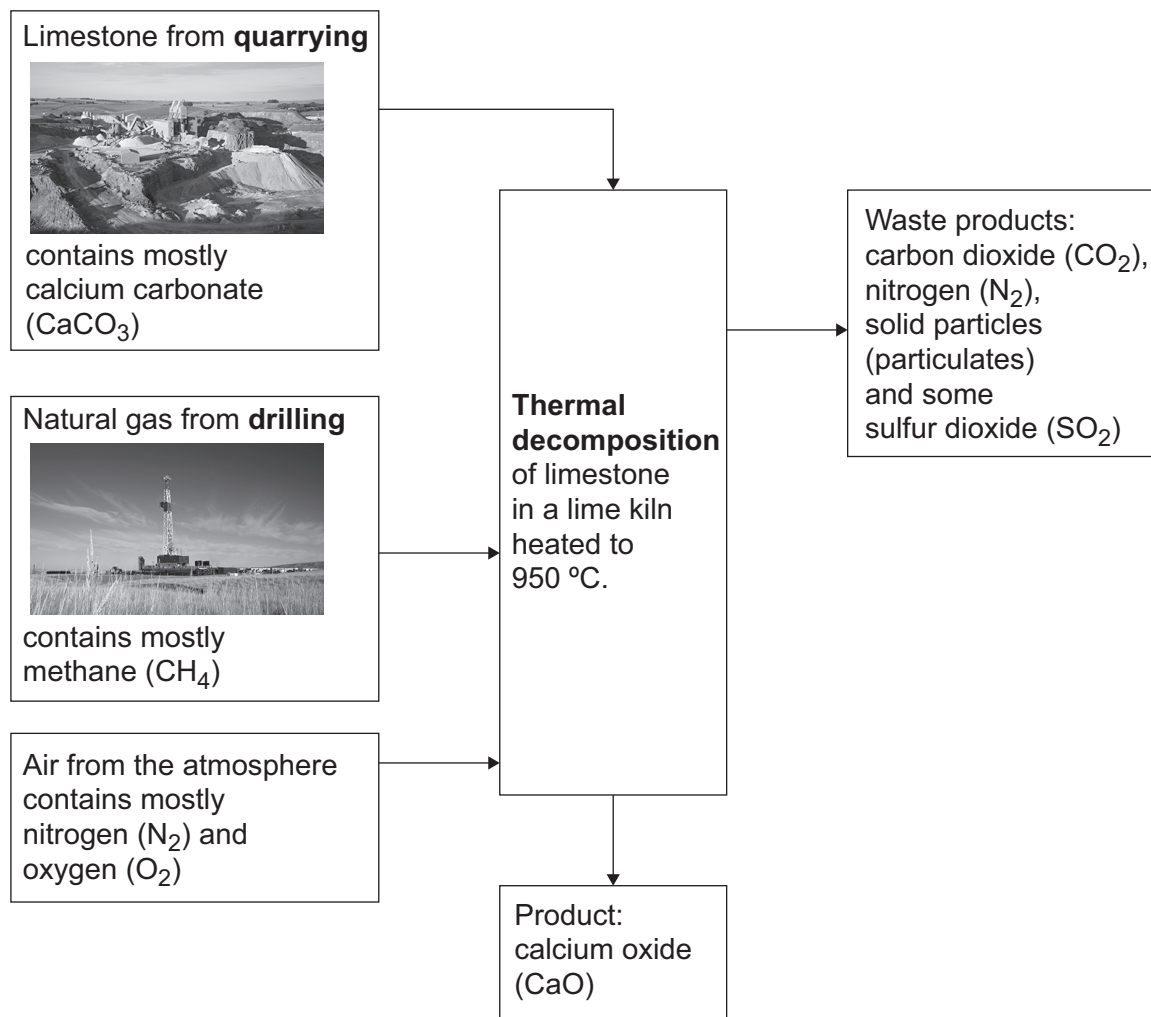 Limestone from quarrying
contains mostly
calcium carbonate
(CaCO₃)
Natural gas from drilling
contains mostly
methane (CH₄)
Air from the atmosphere
contains mostly
nitrogen (N₂) and
oxygen (O₂)
Thermal
decomposition
of limestone
in a lime kiln
heated to
950 ºC.
Waste products:
carbon dioxide (CO₂),
nitrogen (N₂),
solid particles
(particulates)
and some
sulfur dioxide (SO₂)
Product:
calcium oxide
(CaO)